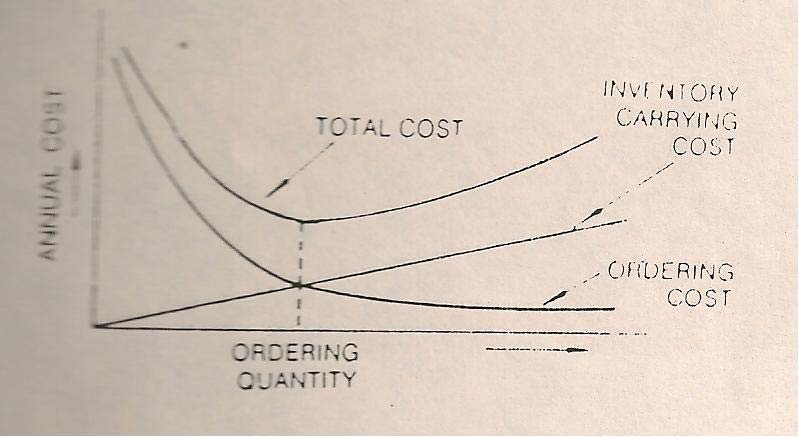 ANNUAL COST
TOTAL COST
INVENTORY
CARRYING
COST
ORDERING
COST
ORDERING
QUANTITY